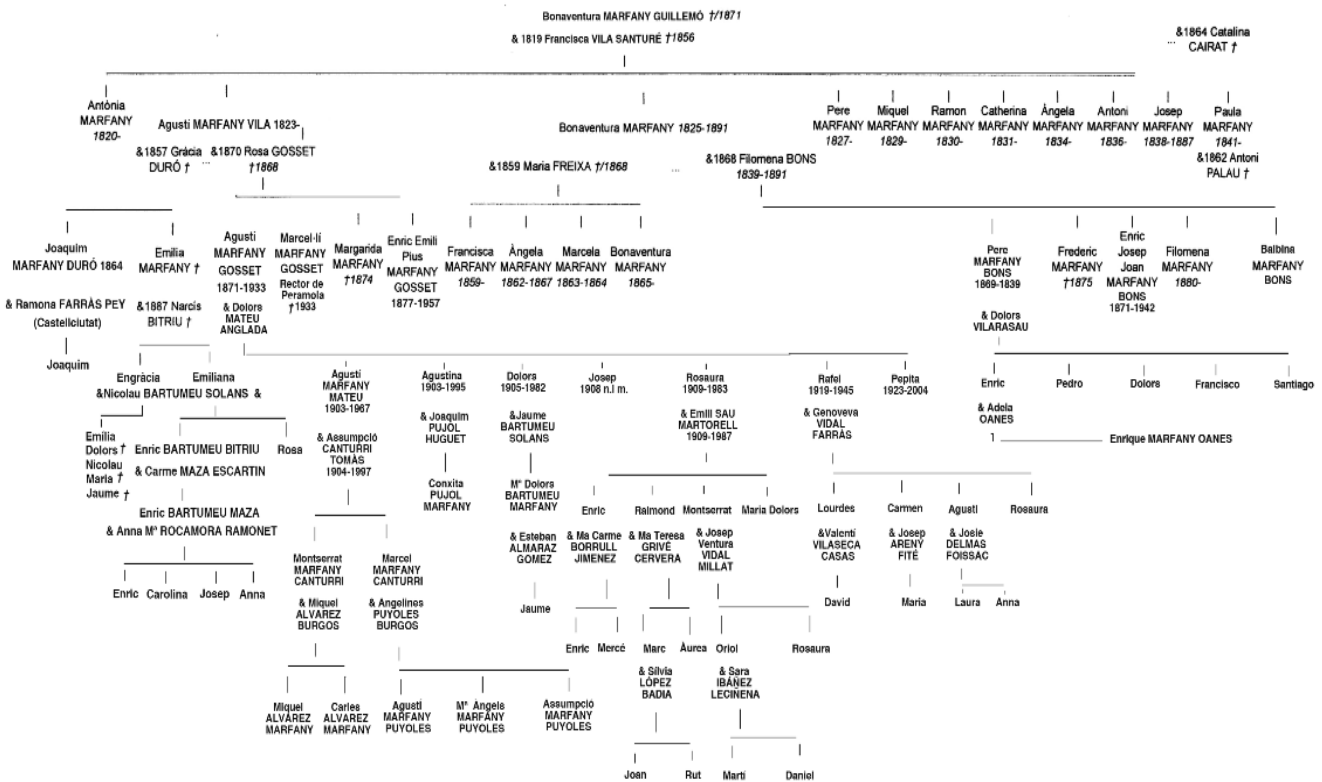 Bonaventura MARFANY GUILLEMÓ †/1871
& 1819 Francisca VILA SANTURÉ †1856
... &1864 Catalina
CAIRAT †
Antònia
MARFANY
1820-
Agustí MARFANY VILA 1823-
&1857 Gràcia
DURÓ †
... &1870 Rosa GOSSET
†1868
Bonaventura MARFANY 1825-1891
&1859 Maria FREIXA †/1868
... &1868 Filomena BONS
1839-1891
Pere
MARFANY
1827-
Miquel
MARFANY
1829-
Ramon
MARFANY
1830-
Catherina
MARFANY
1831-
Àngela
MARFANY
1834-
Antoni
MARFANY
1836-
Josep
MARFANY
1838-1887
Paula
MARFANY
1841-
&1862 Antoni
PALAU †
Joaquim
MARFANY DURÓ 1864
& Ramona FARRÀS PEY
(Castellciutat)
Joaquim
Emilia
MARFANY †
&1887 Narcís
BITRIU †
Agustí
MARFANY
GOSSET
1871-1933
& Dolors
MATEU
ANGLADA
Marcel·lí
MARFANY
GOSSET
Rector de
Peramola
†1933
Margarida
MARFANY
†1874
Enric Emili
Pius
MARFANY
GOSSET
1877-1957
Francisca
MARFANY
1859-
Àngela
MARFANY
1862-1867
Marcela
MARFANY
1863-1864
Bonaventura
MARFANY
1865-
Pere
MARFANY
BONS
1869-1839
& Dolors
VILARASAU
Frederic
MARFANY
†1875
Enric
Josep
Joan
MARFANY
BONS
1871-1942
Filomena
MARFANY
1880-
Balbina
MARFANY
BONS
Engràcia
Emiliana
&Nicolau BARTUMEU SOLANS &
Emília
Dolors †
Nicolau
Maria †
Jaume †
Enric BARTUMEU BITRIU
& Carme MAZA ESCARTIN
Rosa
Enric BARTUMEU MAZA
& Anna Mª ROCAMORA RAMONET
Enric
Carolina
Josep
Anna
Agustí
MARFANY
MATEU
1903-1967
& Assumpció
CANTURRI
TOMÀS
1904-1997
Agustina
1903-1995
& Joaquim
PUJOL
HUGUET
Conxita
PUJOL
MARFANY
Dolors
1905-1982
&Jaume
BARTUMEU
SOLANS
Mª Dolors
BARTUMEU
MARFANY
& Esteban
ALMARAZ
GOMEZ
Jaume
Josep
1908 n.i m.
Rosaura
1909-1983
& Emili SAU
MARTORELL
1909-1987
Rafel
1919-1945
& Genoveva
VIDAL
FARRÀS
Pepita
1923-2004
Enric
& Adela
OANES
Pedro
Dolors
Francisco
Santiago
1
Enrique MARFANY OANES
Montserrat
MARFANY
CANTURRI
& Miquel
ALVAREZ
BURGOS
Marcel
MARFANY
CANTURRI
& Angelines
PUYOLES
BURGOS
Miquel
ALVAREZ
MARFANY
Carles
ALVAREZ
MARFANY
Agustí
MARFANY
PUYOLES
Mª Àngels
MARFANY
PUYOLES
Assumpció
MARFANY
PUYOLES
Enric
& Ma Carme
BORRULL
JIMENEZ
Raimond
& Ma Teresa
GRIVÉ
CERVERA
Montserrat
& Josep
Ventura
VIDAL
MILLAT
Maria Dolors
Enric
Mercé
Marc
& Sílvia
LÓPEZ
BADIA
Àurea
Oriol
& Sara
IBÁÑEZ
LECIÑENA
Rosaura
Joan
Rut
Martí
Daniel
Lourdes
&Valentí
VILASECA
CASAS
David
Carmen
& Josep
ARENY
FITÉ
Maria
Agustí
& Josie
DELMAS
FOISSAC
Laura
Anna
Rosaura